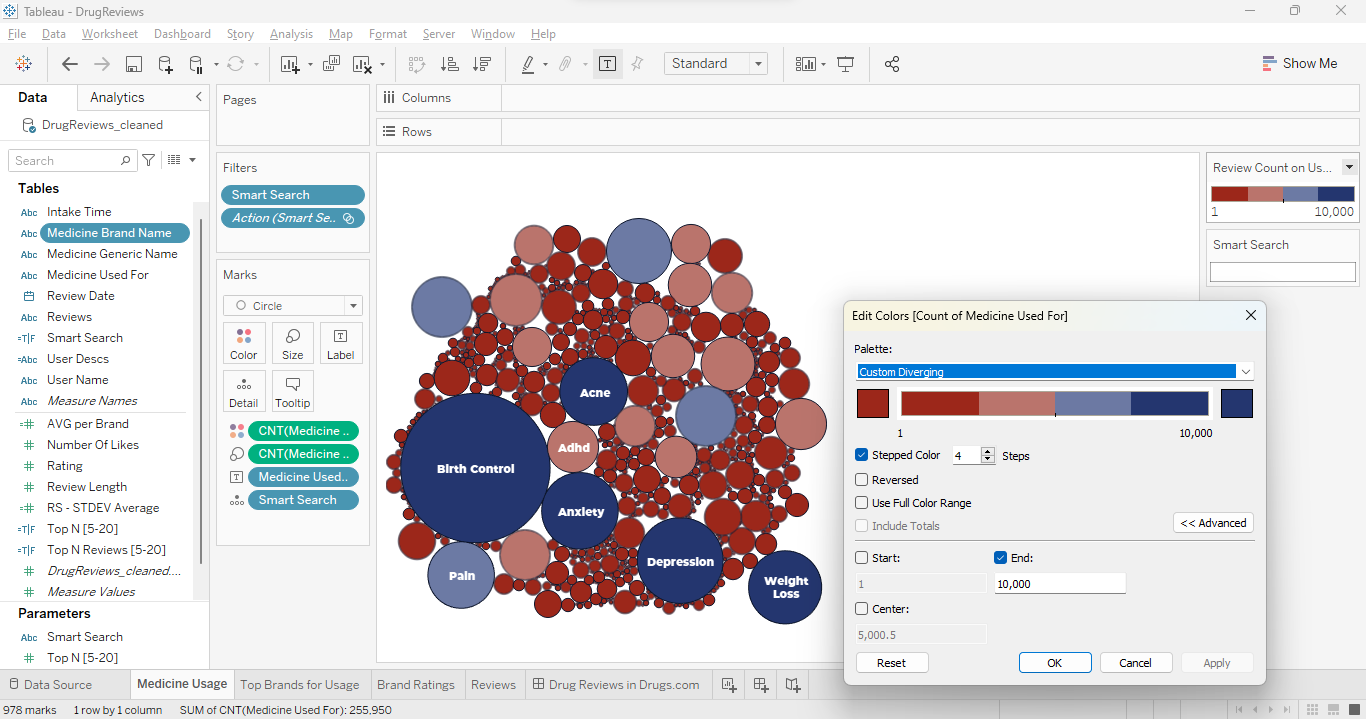 Tableau - DrugReviews
File Data Worksheet Dashboard Story Analysis Map Format Server Window Help
Standard
Show Me
Data Analytics
DrugReviews_cleaned
Search
Tables
Abc Intake Time
Abc Medicine Brand Name
Abc Medicine Generic Name
Abc Medicine Used For
Review Date
Abc Reviews
=T|F Smart Search
=Abc User Descs
Abc User Name
Abc Measure Names
=# AVG per Brand
# Number Of Likes
# Rating
# Review Length
=# RS - STDEV Average
=T|F Top N [5-20]
=T|F Top N Reviews [5-20]
# DrugReviews_cleaned....
# Measure Values
Parameters
Abc Smart Search
# Top N [5-20]
Pages
Filters
Smart Search
Action (Smart Se..
Marks
Circle
Color Size Label
Detail Tooltip
CNT(Medicine ..
CNT(Medicine ..
Medicine Used..
Smart Search
Columns
Rows
Acne
Adhd
Birth Control
Anxiety
Depression
Pain
Weight
Loss
Review Count on Us...
1 10,000
Smart Search
Edit Colors [Count of Medicine Used For]
Palette:
Custom Diverging
1 10,000
Stepped Color 4 Steps
Reversed
Use Full Color Range
Include Totals
<< Advanced
Start: End:
1 10,000
Center:
5,000.5
Reset OK Cancel Apply
Data Source Medicine Usage Top Brands for Usage Brand Ratings Reviews Drug Reviews in Drugs.com
978 marks 1 row by 1 column SUM of CNT(Medicine Used For): 255,950